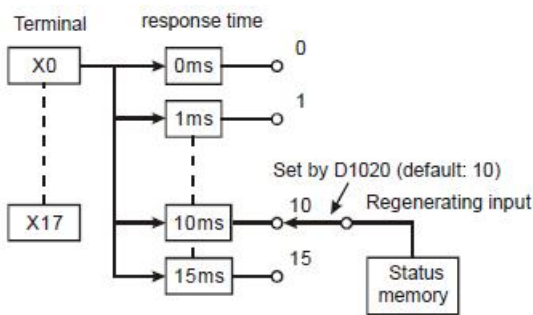 Terminal
response time
X0
0ms
0
1ms
1
Set by D1020 (default: 10)
Regenerating input
X17
10ms
10
15ms
15
Status
memory